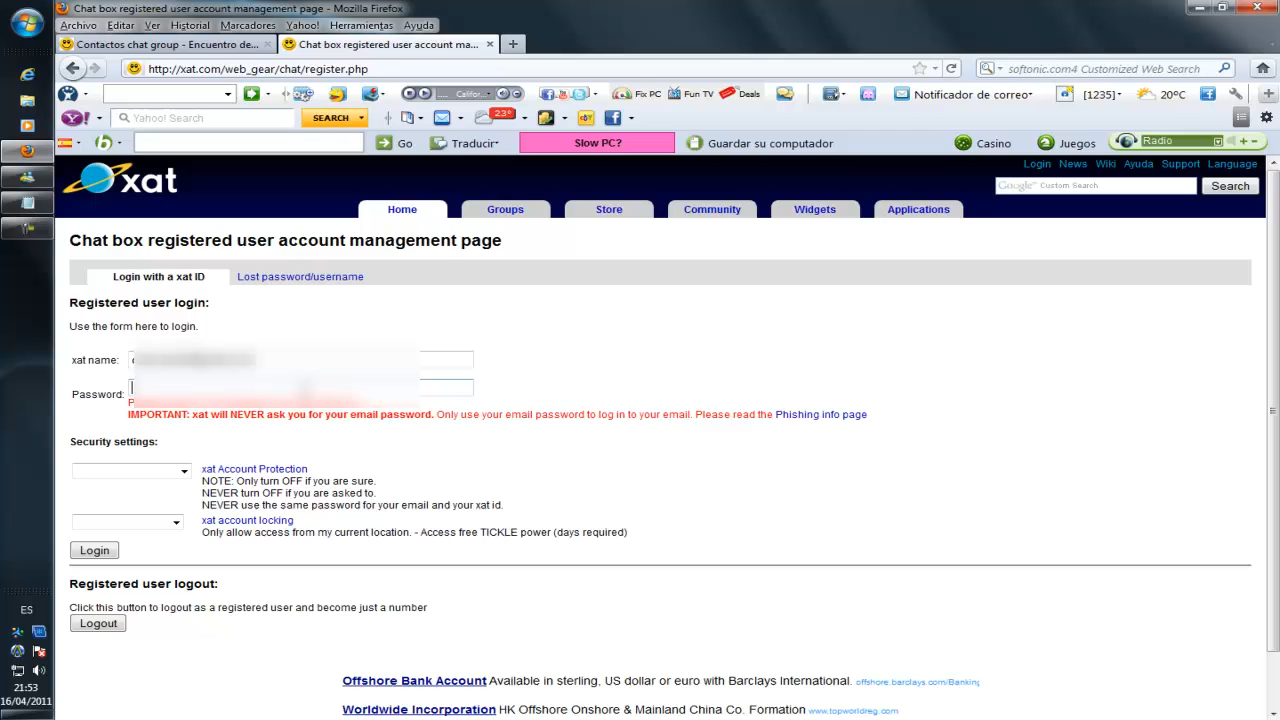 Chat box registered user account management page - Mozilla Firefox
Archivo Editar Ver Historial Marcadores Yahoo! Herramientas Ayuda
Contactos chat group - Encuentro de... Chat box registered user account ma...
http://xat.com/web_gear/chat/register.php softonic.com4 Customized Web Search
Califor Fix PC Fun TV Deals Notificador de correo [1235] 20ºC
Y! Yahoo! Search SEARCH 23°
b Go Traducir Slow PC? Guardar su computador Casino Juegos Radio
Login News Wiki Ayuda Support Language
xat
Google™ Custom Search Search
Home Groups Store Community Widgets Applications
Chat box registered user account management page
Login with a xat ID Lost password/username
Registered user login:
Use the form here to login.
xat name:
Password:
IMPORTANT: xat will NEVER ask you for your email password. Only use your email password to log in to your email. Please read the Phishing info page
Security settings:
xat Account Protection
NOTE: Only turn OFF if you are sure.
NEVER turn OFF if you are asked to.
NEVER use the same password for your email and your xat id.
xat account locking
Only allow access from my current location. - Access free TICKLE power (days required)
Login
Registered user logout:
Click this button to logout as a registered user and become just a number
Logout
Offshore Bank Account Available in sterling, US dollar or euro with Barclays International. offshore.barclays.com/Banking
Worldwide Incorporation HK Offshore Onshore & Mainland China Co. Formation www.topworldreg.com
ES
21:53
16/04/2011